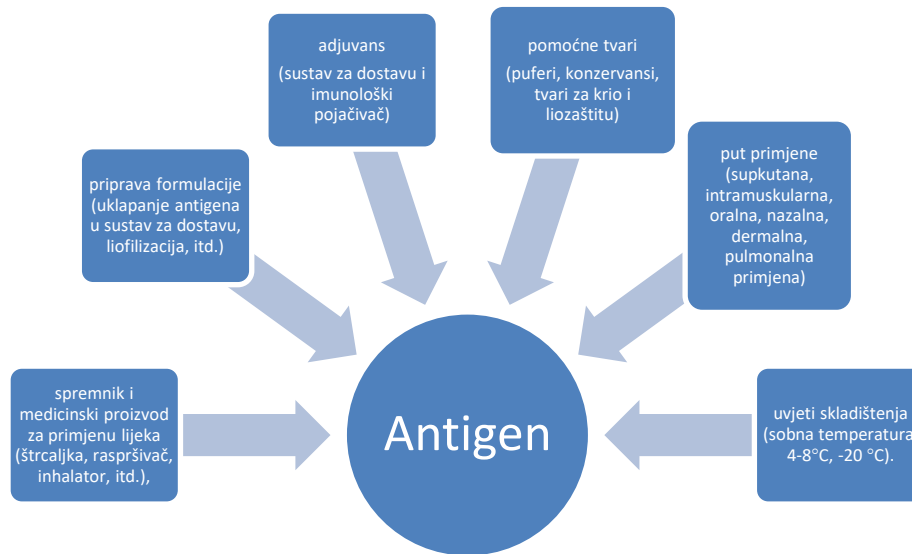 adjuvans
(sustav za dostavu i
imunološki
pojačivač)
pomoćne tvari
(puferi, konzervansi,
tvari za krio i
liozaštitu)
priprava formulacije
(uklapanje antigena
u sustav za dostavu,
liofilizacija, itd.)
put primjene
(supkutana,
intramuskularna,
oralna, nazalna,
dermalna,
pulmonalna
primjena)
spremnik i
medicinski proizvod
za primjenu lijeka
(štrcaljka, raspršivač,
inhalator, itd.),
Antigen
uvjeti skladištenja
(sobna temperatura,
4-8°C, -20 °C).